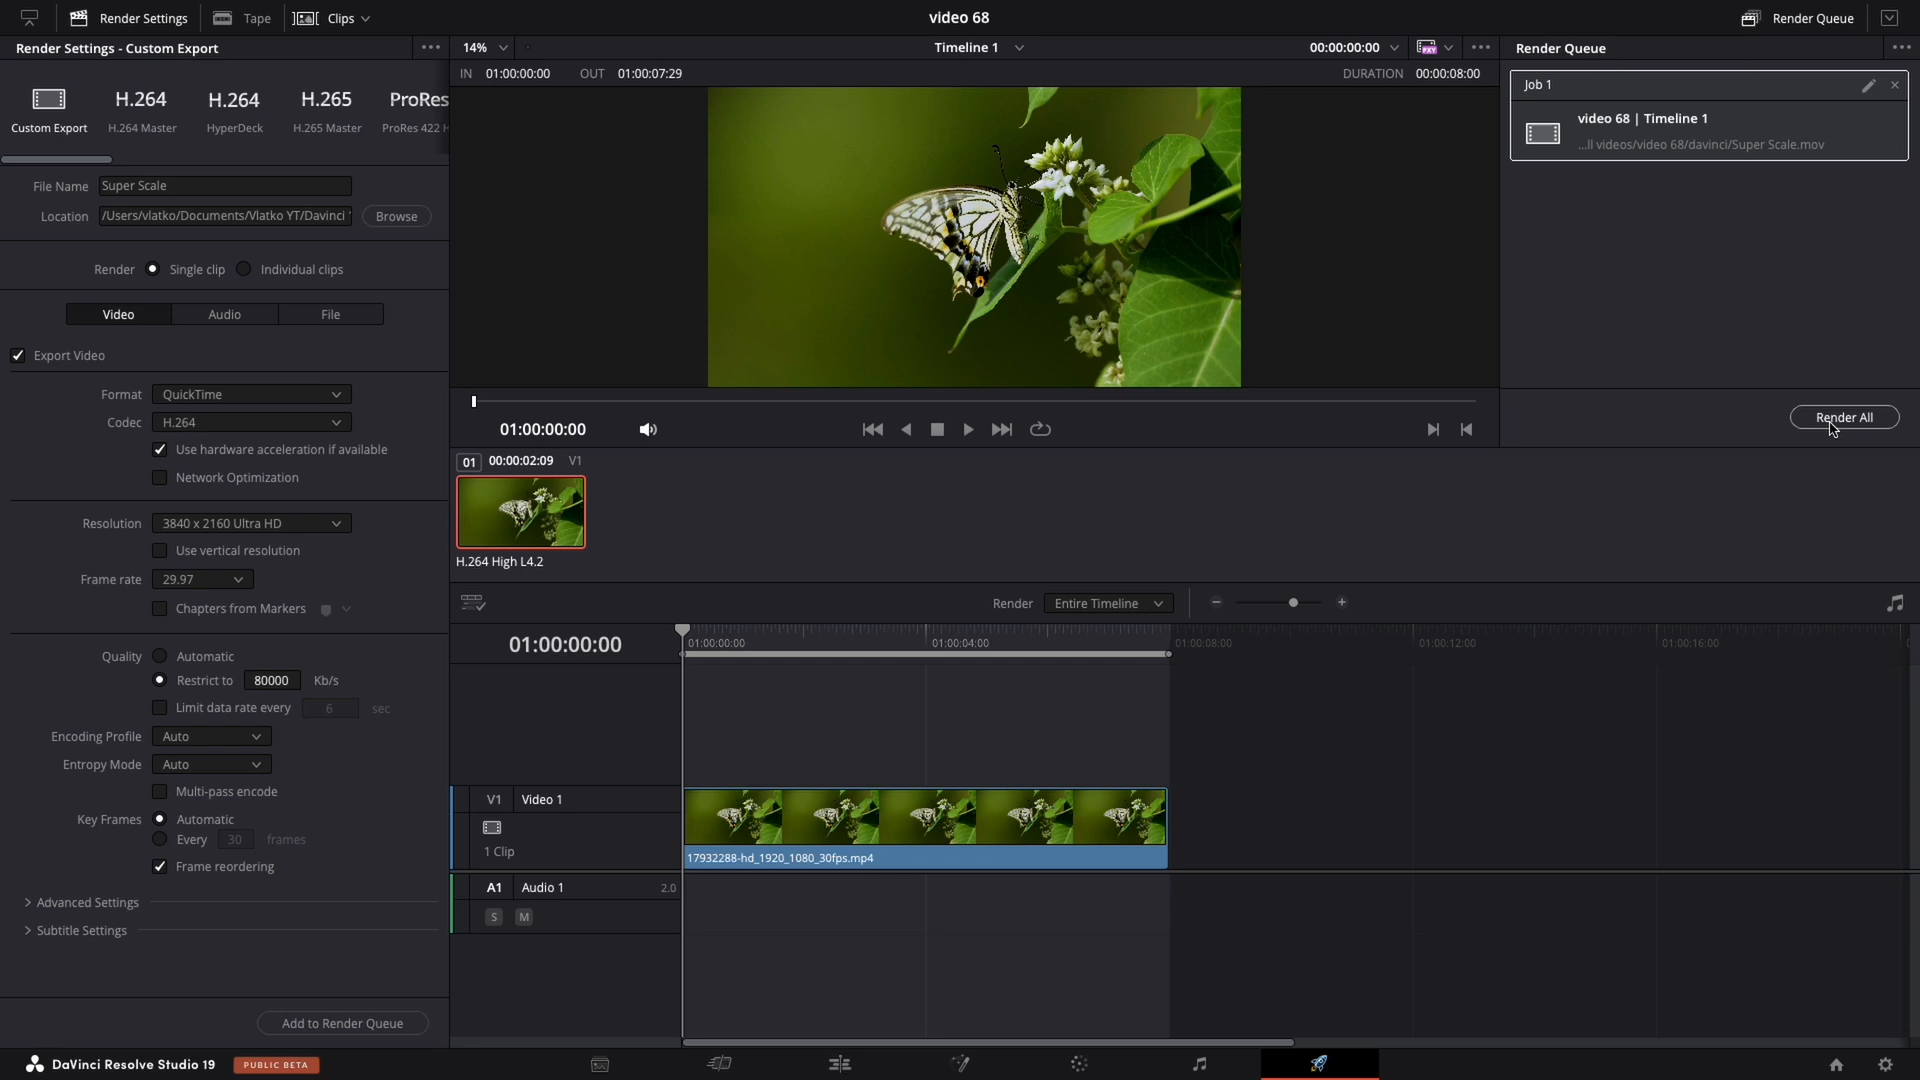 Render Settings
Tape
Clips
video 68
Render Queue
Render Settings - Custom Export
14%
Timeline 1
00:00:00:00
Render Queue
IN 01:00:00:00 OUT 01:00:07:29
DURATION 00:00:08:00
Custom Export
H.264
H.264 Master
H.264
HyperDeck
H.265
H.265 Master
ProRes
ProRes 422 H
Job 1
video 68 | Timeline 1
...ll videos/video 68/davinci/Super Scale.mov
File Name Super Scale
Location /Users/vlatko/Documents/Vlatko YT/Davinci
Browse
Render Single clip Individual clips
Video Audio File
Export Video
Format QuickTime
Codec H.264
Use hardware acceleration if available
Network Optimization
Resolution 3840 x 2160 Ultra HD
Use vertical resolution
Frame rate 29.97
Chapters from Markers
Quality Automatic
Restrict to 80000 Kb/s
Limit data rate every 6 sec
Encoding Profile Auto
Entropy Mode Auto
Multi-pass encode
Key Frames Automatic
Every 30 frames
Frame reordering
Advanced Settings
Subtitle Settings
Add to Render Queue
01:00:00:00
Render All
01 00:00:02:09 V1
H.264 High L4.2
Render Entire Timeline
01:00:00:00
01:00:00:00 01:00:04:00 01:00:08:00 01:00:12:00 01:00:16:00
V1 Video 1
1 Clip
17932288-hd_1920_1080_30fps.mp4
A1 Audio 1 2.0
S M
DaVinci Resolve Studio 19 PUBLIC BETA